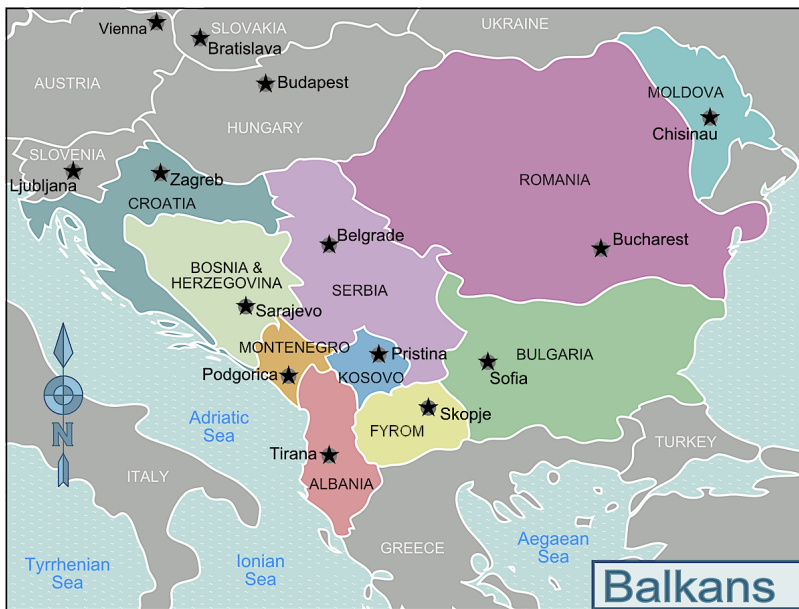 UKRAINE
Vienna
SLOVAKIA
Bratislava
AUSTRIA
Budapest
MOLDOVA
Chisinau
HUNGARY
SLOVENIA
Ljubljana
Zagreb
CROATIA
ROMANIA
Belgrade
Bucharest
BOSNIA &
HERZEGOVINA
SERBIA
Sarajevo
MONTENEGRO
Pristina
BULGARIA
Podgorica
KOSOVO
Sofia
Adriatic
Sea
Skopje
FYROM
N
TURKEY
Tirana
ITALY
ALBANIA
Aegaean
Sea
GREECE
Tyrrhenian
Sea
Ionian
Sea
Balkans